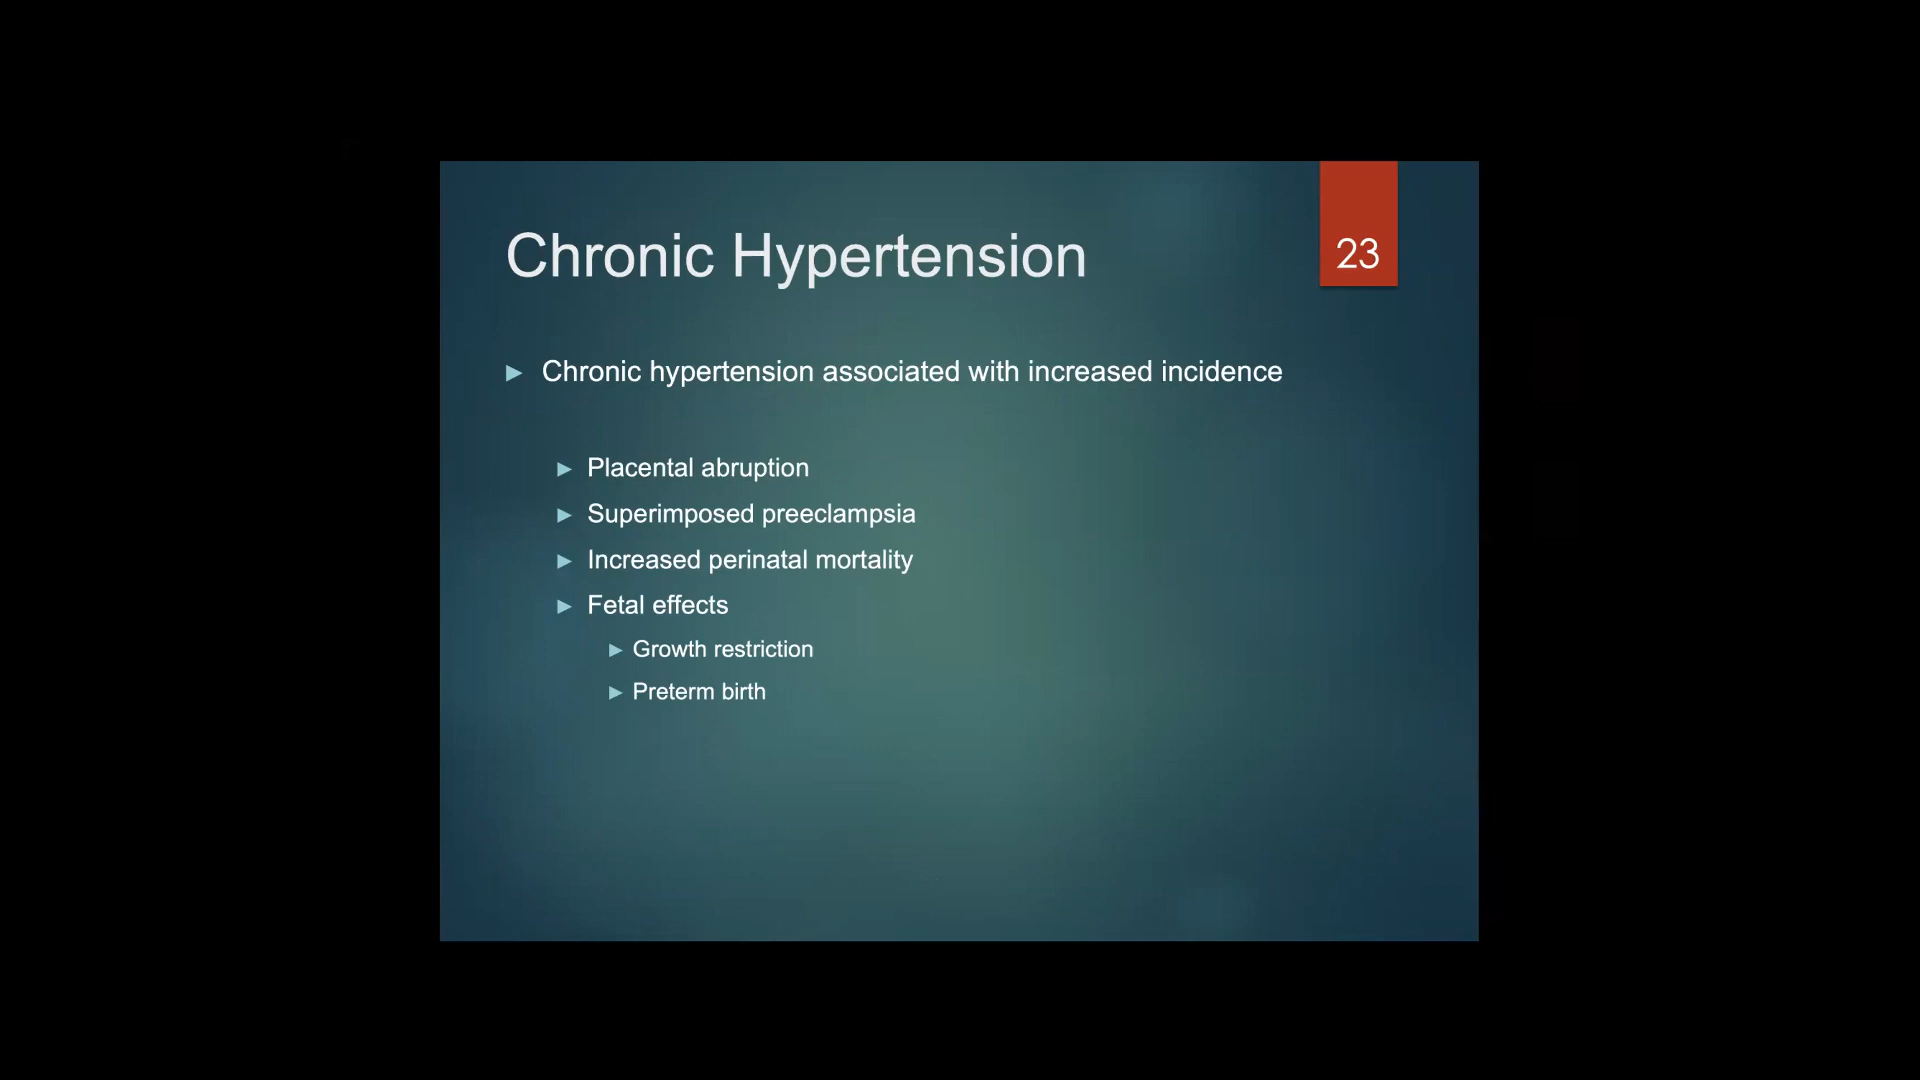 Chronic Hypertension
23
► Chronic hypertension associated with increased incidence
► Placental abruption
► Superimposed preeclampsia
► Increased perinatal mortality
► Fetal effects
► Growth restriction
► Preterm birth